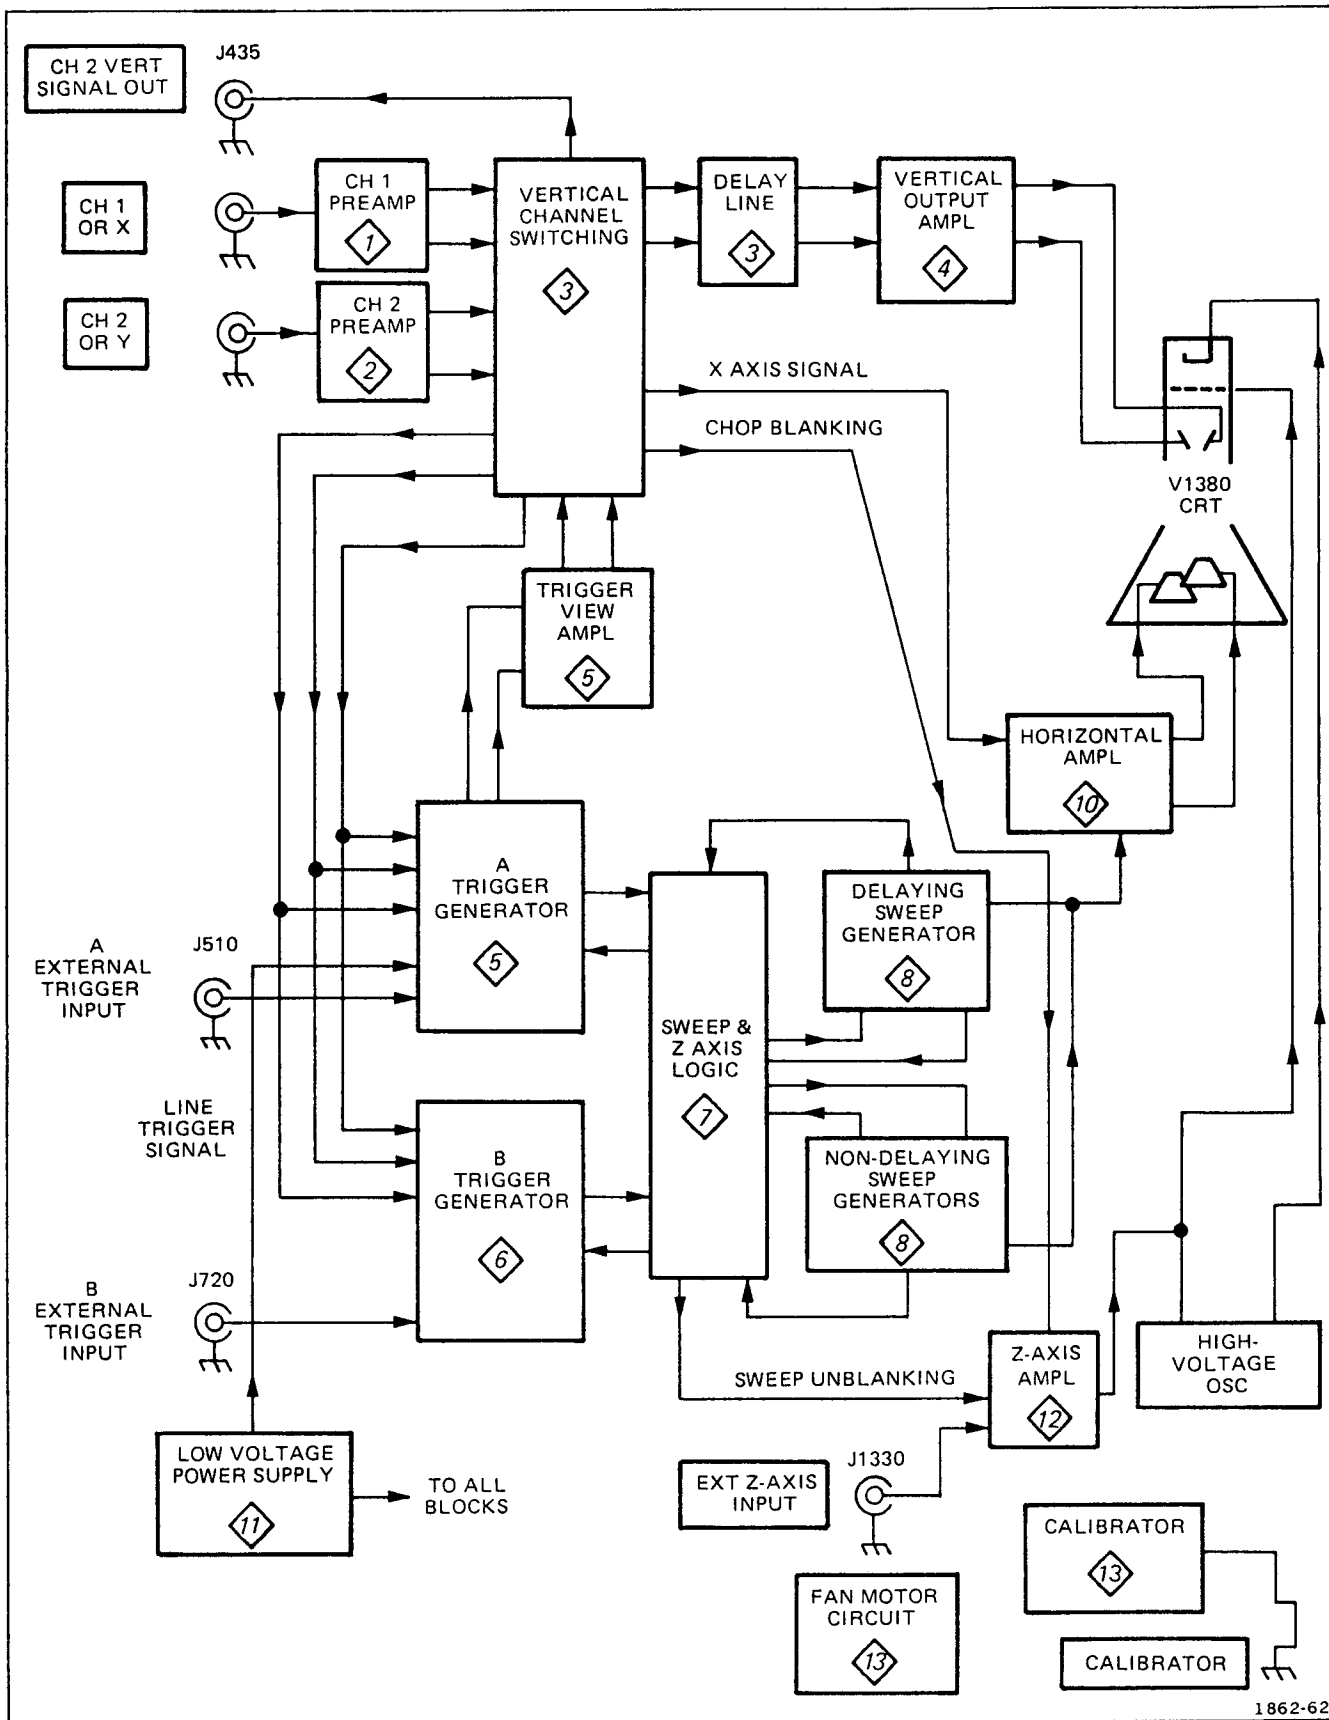 CH 2 VERT
SIGNAL OUT
J435
CH 1
OR X
CH 1
PREAMP
1
VERTICAL
CHANNEL
SWITCHING
3
DELAY
LINE
3
VERTICAL
OUTPUT
AMPL
4
CH 2
OR Y
CH 2
PREAMP
2
X AXIS SIGNAL
CHOP BLANKING
V1380
CRT
TRIGGER
VIEW
AMPL
5
HORIZONTAL
AMPL
10
A
TRIGGER
GENERATOR
5
DELAYING
SWEEP
GENERATOR
8
A
EXTERNAL
TRIGGER
INPUT
J510
SWEEP &
Z AXIS
LOGIC
7
LINE
TRIGGER
SIGNAL
B
TRIGGER
GENERATOR
6
NON-DELAYING
SWEEP
GENERATORS
8
B
EXTERNAL
TRIGGER
INPUT
J720
SWEEP UNBLANKING
Z-AXIS
AMPL
12
HIGH-
VOLTAGE
OSC
LOW VOLTAGE
POWER SUPPLY
11
TO ALL
BLOCKS
EXT Z-AXIS
INPUT
J1330
CALIBRATOR
13
FAN MOTOR
CIRCUIT
13
CALIBRATOR
1862-62